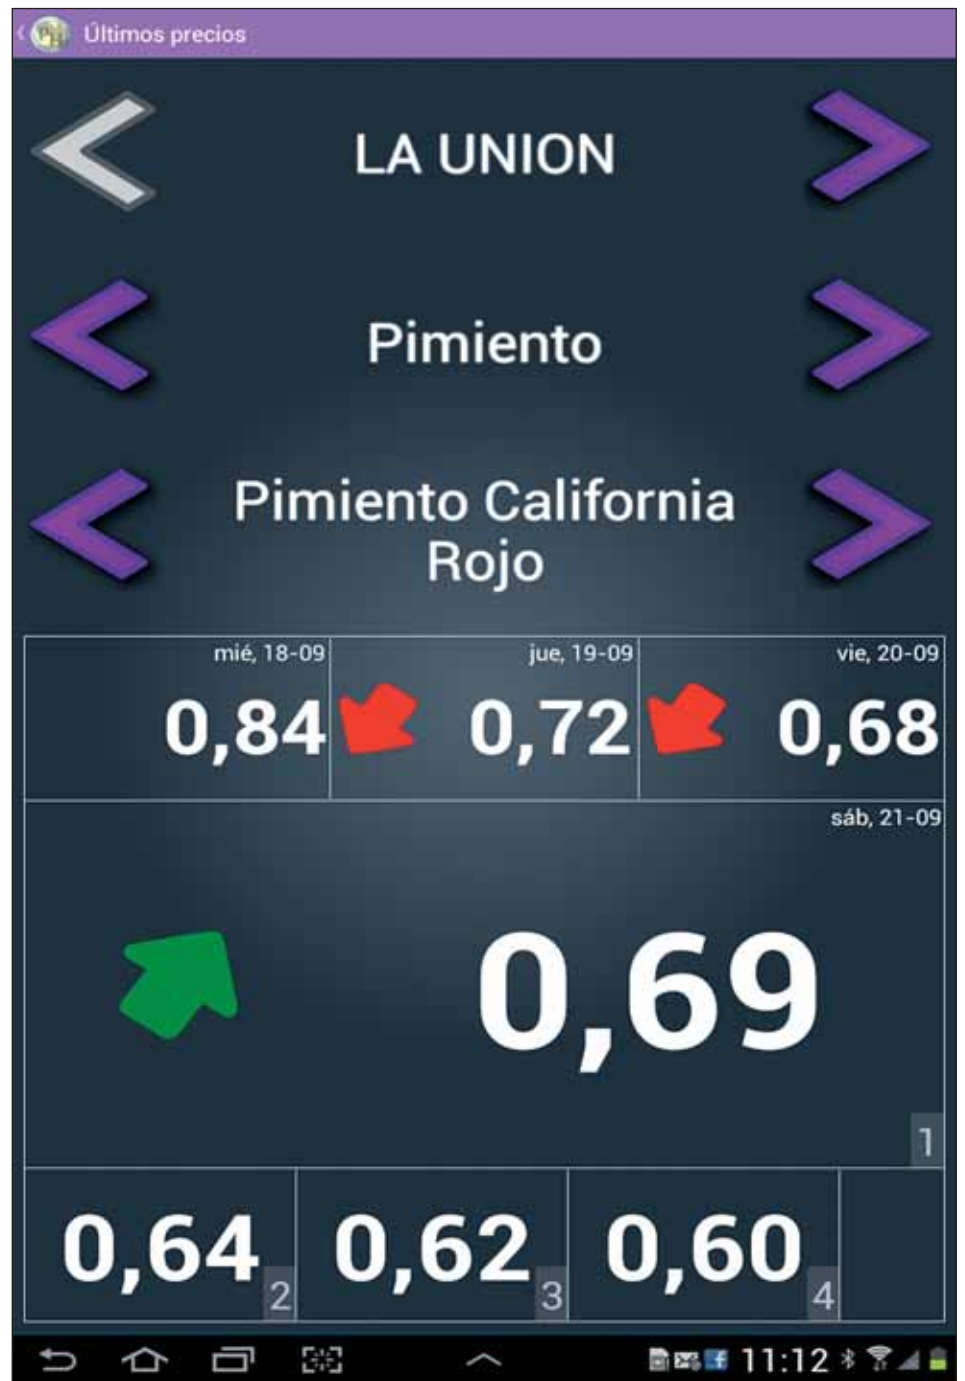 Últimos precios
LA UNION
Pimiento
Pimiento California
Rojo
mié, 18-09
jue, 19-09
vie, 20-09
0,84
0,72
0,68
sáb, 21-09
0,69
1
0,64
2
0,62
3
0,60
4
11:12